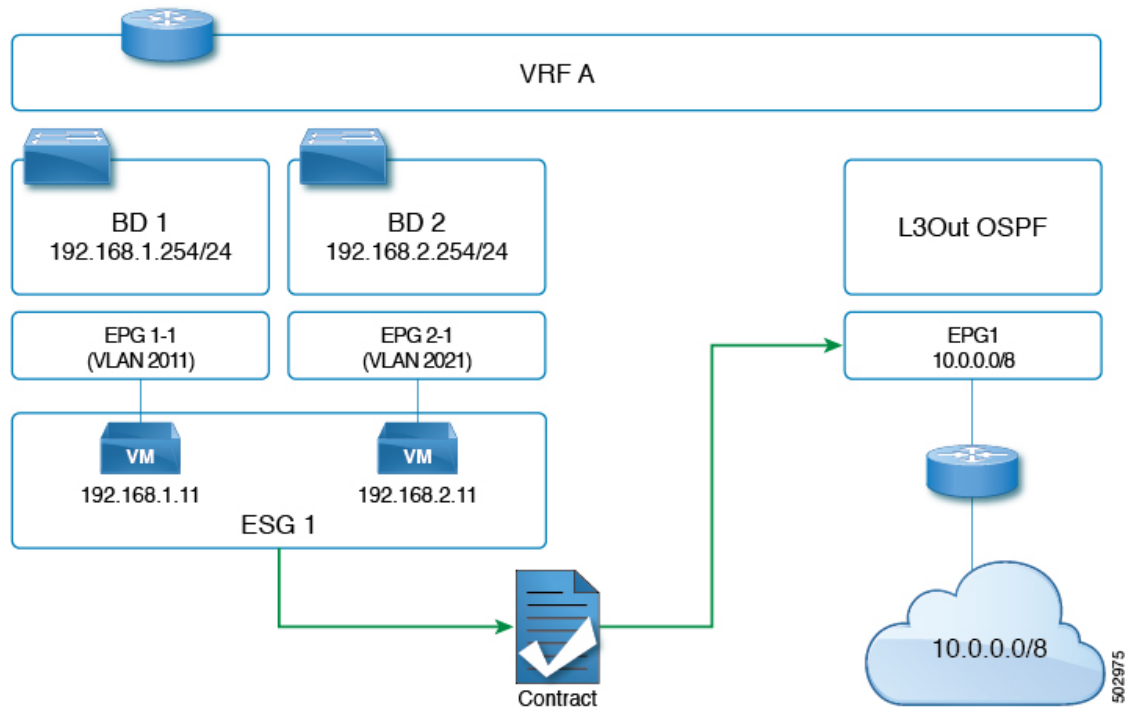 VRF A
BD 1
192.168.1.254/24
BD 2
192.168.2.254/24
L3Out OSPF
EPG 1-1
(VLAN 2011)
EPG 2-1
(VLAN 2021)
EPG1
10.0.0.0/8
VM
VM
192.168.1.11
192.168.2.11
ESG 1
Contract
10.0.0.0/8
502975